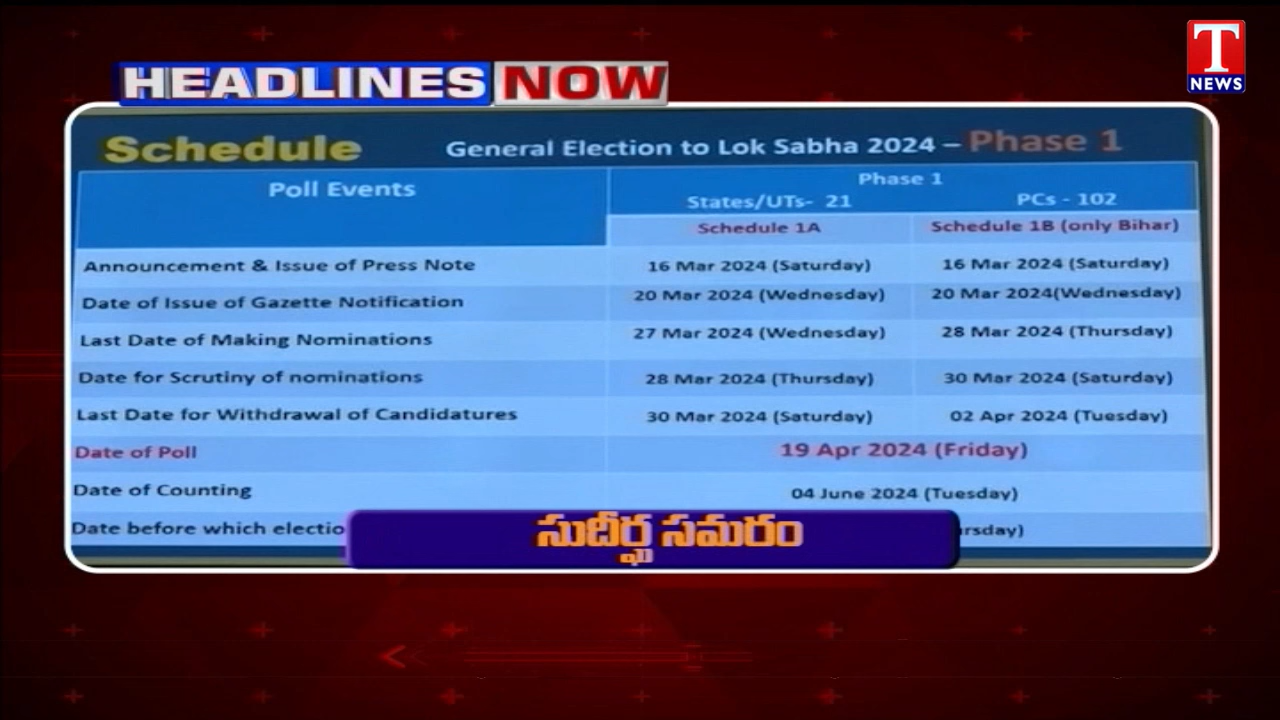 HEADLINES NOW
T
NEWS
Schedule
General Election to Lok Sabha 2024 – Phase 1
Poll Events
Phase 1
States/UTs- 21 PCs - 102
Schedule 1A Schedule 1B (only Bihar)
Announcement & Issue of Press Note 16 Mar 2024 (Saturday) 16 Mar 2024 (Saturday)
Date of Issue of Gazette Notification 20 Mar 2024 (Wednesday) 20 Mar 2024(Wednesday)
Last Date of Making Nominations 27 Mar 2024 (Wednesday) 28 Mar 2024 (Thursday)
Date for Scrutiny of nominations 28 Mar 2024 (Thursday) 30 Mar 2024 (Saturday)
Last Date for Withdrawal of Candidatures 30 Mar 2024 (Saturday) 02 Apr 2024 (Tuesday)
Date of Poll 19 Apr 2024 (Friday)
Date of Counting 04 June 2024 (Tuesday)
Date before which electio rsday)
సుదీర్ఘ సమరం